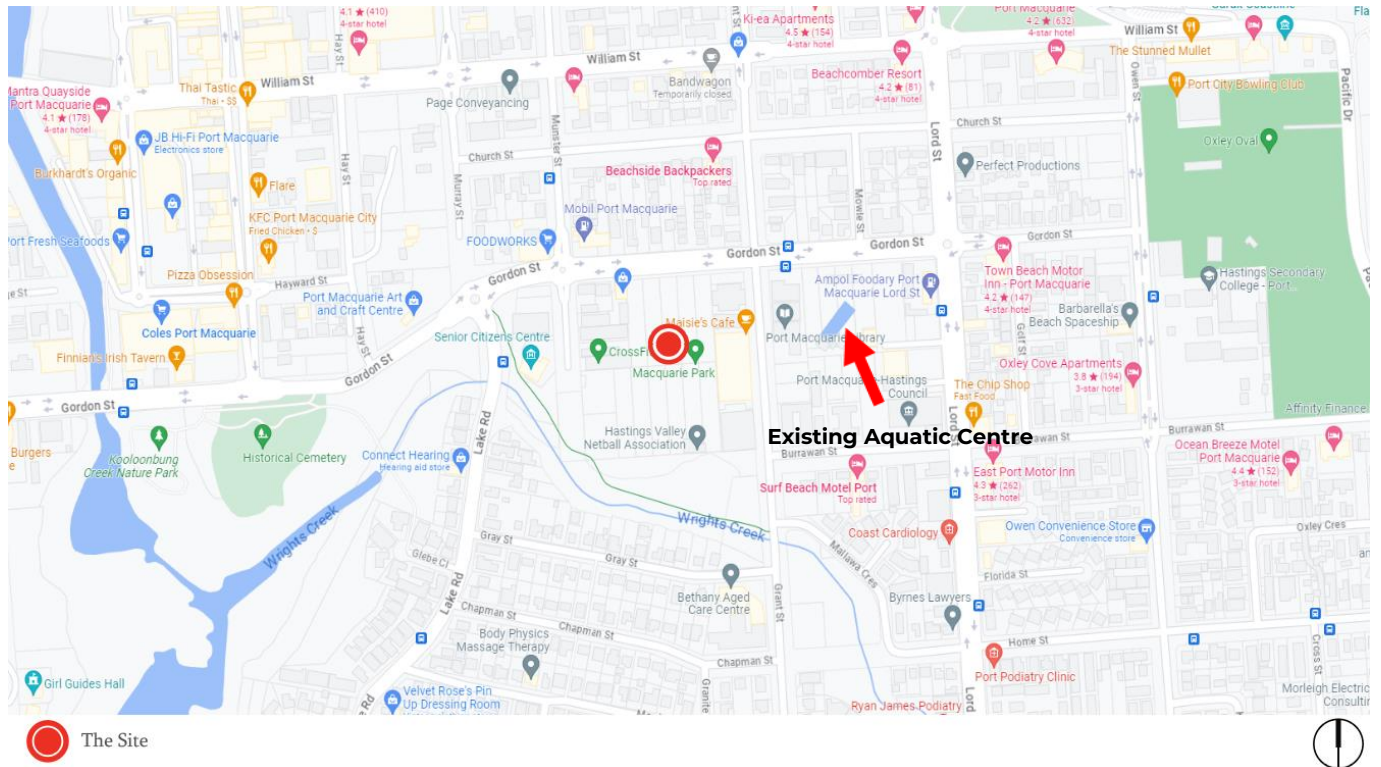 4.1 ★ (410)
4-star hotel
Hay St
Grant St
Ki-ea Apartments
4.5 ★ (154)
4-star hotel
Port Macquarie
4.2 ★ (632)
4-star hotel
William St
The Stunned Mullet
Mantra Quayside
Port Macquarie
4.1 ★ (178)
4-star hotel
Thai Tastic
Thai • $$
William St
William St
Page Conveyancing
Bandwagon
Temporarily closed
Beachcomber Resort
4.2 ★ (81)
4-star hotel
Owen St
Port City Bowling Club
Pacific Dr
JB Hi-Fi Port Macquarie
Electronics store
Burkhardt's Organic
Hay St
Munster St
Church St
Murray St
Beachside Backpackers
Top rated
Lord St
Church St
Perfect Productions
Oxley Oval
Flare
KFC Port Macquarie City
Fried Chicken • $
Mobil Port Macquarie
Mowle St
Port Fresh Seafoods
FOODWORKS
Gordon St
Gordon St
Gordon St
Gordon St
Pizza Obsession
Hayward St
Port Macquarie Art
and Craft Centre
Ampol Foodary Port
Macquarie Lord St
Town Beach Motor
Inn - Port Macquarie
4.2 ★ (147)
4-star hotel
Hastings Secondary
College - Port...
Coles Port Macquarie
Hay St
Senior Citizens Centre
CrossFi
Macquarie Park
Maisie's Cafe
Port Macquarie Library
Golf St
Barbarella's
Beach Spaceship
Finnian's Irish Tavern
Gordon St
Gordon St
Port Macquarie-Hastings
Council
Oxley Cove Apartments
3.8 ★ (194)
3-star hotel
The Chip Shop
Fast Food
Affinity Finance
Burgers
Kooloonbung
Creek Nature Park
Historical Cemetery
Connect Hearing
Hearing aid store
Lake Rd
Hastings Valley
Netball Association
Existing Aquatic Centre
Burrawan St
Lord St
Burrawan St
Ocean Breeze Motel
Port Macquarie
4.4 ★ (152)
3-star hotel
Surf Beach Motel Port
Top rated
East Port Motor Inn
4.3 ★ (262)
3-star hotel
Wrights Creek
Wrights Creek
Gray St
Gray St
Glebe Cl
Coast Cardiology
Owen Convenience Store
Convenience store
Oxley Cres
Mallawa Cres
Florida St
Lake Rd
Bethany Aged
Care Centre
Grant St
Byrnes Lawyers
Chapman St
Chapman St
Body Physics
Massage Therapy
Chapman St
Home St
Cross St
Girl Guides Hall
Velvet Rose's Pin
Up Dressing Room
Granite
Port Podiatry Clinic
Ryan James Podiatry
Lord
Morleigh Electric
The Site